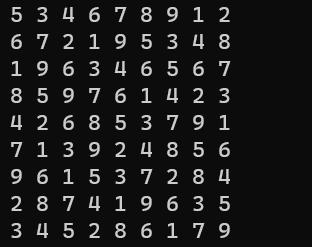 5 3 4 6 7 8 9 1 2
6 7 2 1 9 5 3 4 8
1 9 6 3 4 6 5 6 7
8 5 9 7 6 1 4 2 3
4 2 6 8 5 3 7 9 1
7 1 3 9 2 4 8 5 6
9 6 1 5 3 7 2 8 4
2 8 7 4 1 9 6 3 5
3 4 5 2 8 6 1 7 9